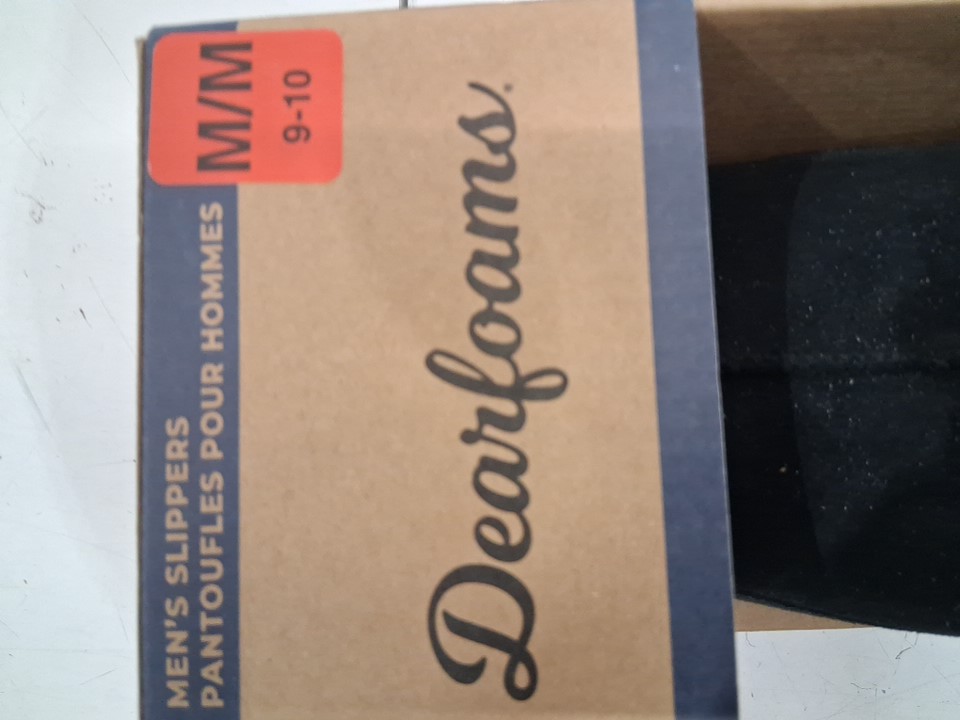 MEN'S SLIPPERS
PANTOUFLES POUR HOMMES
M/M
9-10
Dearfoams.